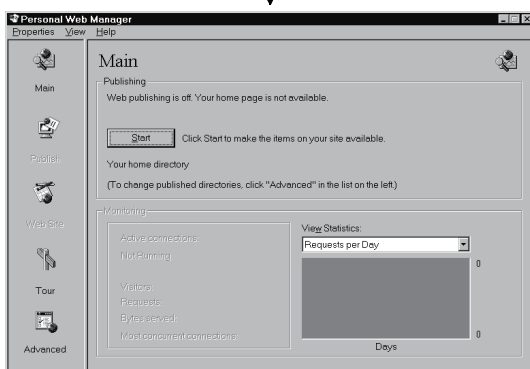 Personal Web Manager
Properties View Help
Main
Publish
Web Site
Tour
Advanced
Main
Publishing
Web publishing is off. Your home page is not available.
Start
Click Start to make the items on your site available.
Your home directory
(To change published directories, click "Advanced" in the list on the left.)
Monitoring
Active connections:
Not Running:
Visitors:
Requests:
Bytes served:
Most concurrent connections:
View Statistics:
Requests per Day
0
0
Days